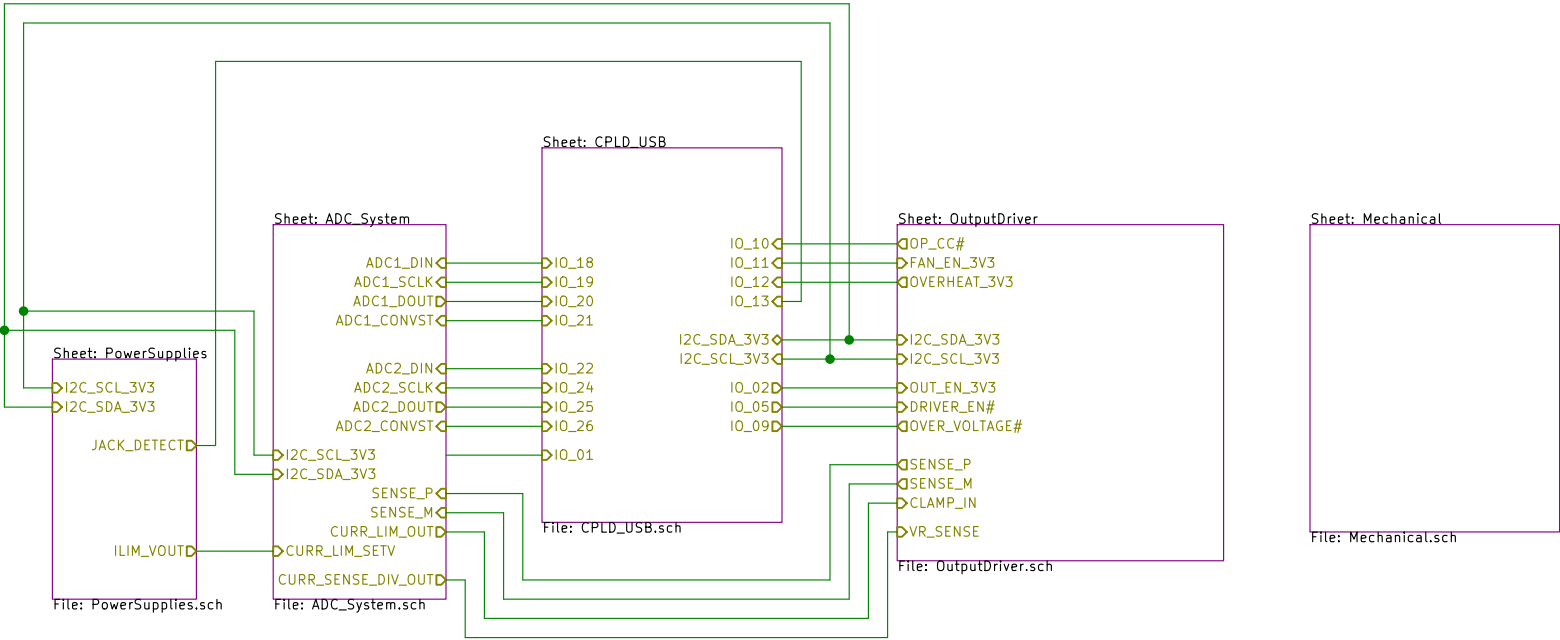 Sheet: PowerSupplies
I2C_SCL_3V3
I2C_SDA_3V3
JACK_DETECT
ILIM_VOUT
File: PowerSupplies.sch
Sheet: ADC_System
ADC1_DIN
ADC1_SCLK
ADC1_DOUT
ADC1_CONVST
ADC2_DIN
ADC2_SCLK
ADC2_DOUT
ADC2_CONVST
I2C_SCL_3V3
I2C_SDA_3V3
SENSE_P
SENSE_M
CURR_LIM_OUT
CURR_LIM_SETV
CURR_SENSE_DIV_OUT
File: ADC_System.sch
Sheet: CPLD_USB
IO_18
IO_19
IO_20
IO_21
IO_22
IO_24
IO_25
IO_26
IO_01
IO_10
IO_11
IO_12
IO_13
I2C_SDA_3V3
I2C_SCL_3V3
IO_02
IO_05
IO_09
File: CPLD_USB.sch
Sheet: OutputDriver
OP_CC#
FAN_EN_3V3
OVERHEAT_3V3
I2C_SDA_3V3
I2C_SCL_3V3
OUT_EN_3V3
DRIVER_EN#
OVER_VOLTAGE#
SENSE_P
SENSE_M
CLAMP_IN
VR_SENSE
File: OutputDriver.sch
Sheet: Mechanical
File: Mechanical.sch